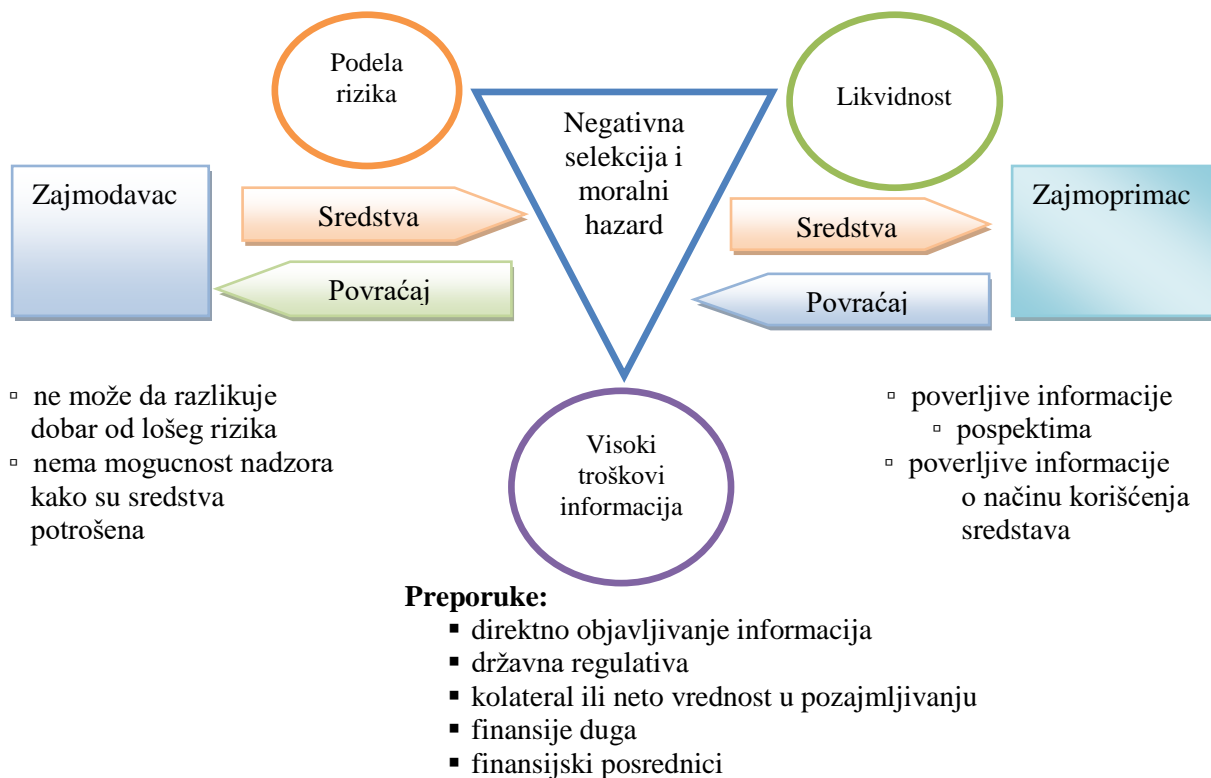 Podela
rizika
Likvidnost
Negativna
selekcija i
moralni
hazard
Zajmodavac
Sredstva
Povraćaj
Sredstva
Povraćaj
Zajmoprimac
▫ ne može da razlikuje
dobar od lošeg rizika
▫ nema mogucnost nadzora
kako su sredstva
potrošena
Visoki
troškovi
informacija
▫ poverljive informacije
▫ pospektima
▫ poverljive informacije
o načinu korišćenja
sredstava
Preporuke:
▪ direktno objavljivanje informacija
▪ državna regulativa
▪ kolateral ili neto vrednost u pozajmljivanju
▪ finansije duga
▪ finansijski posrednici